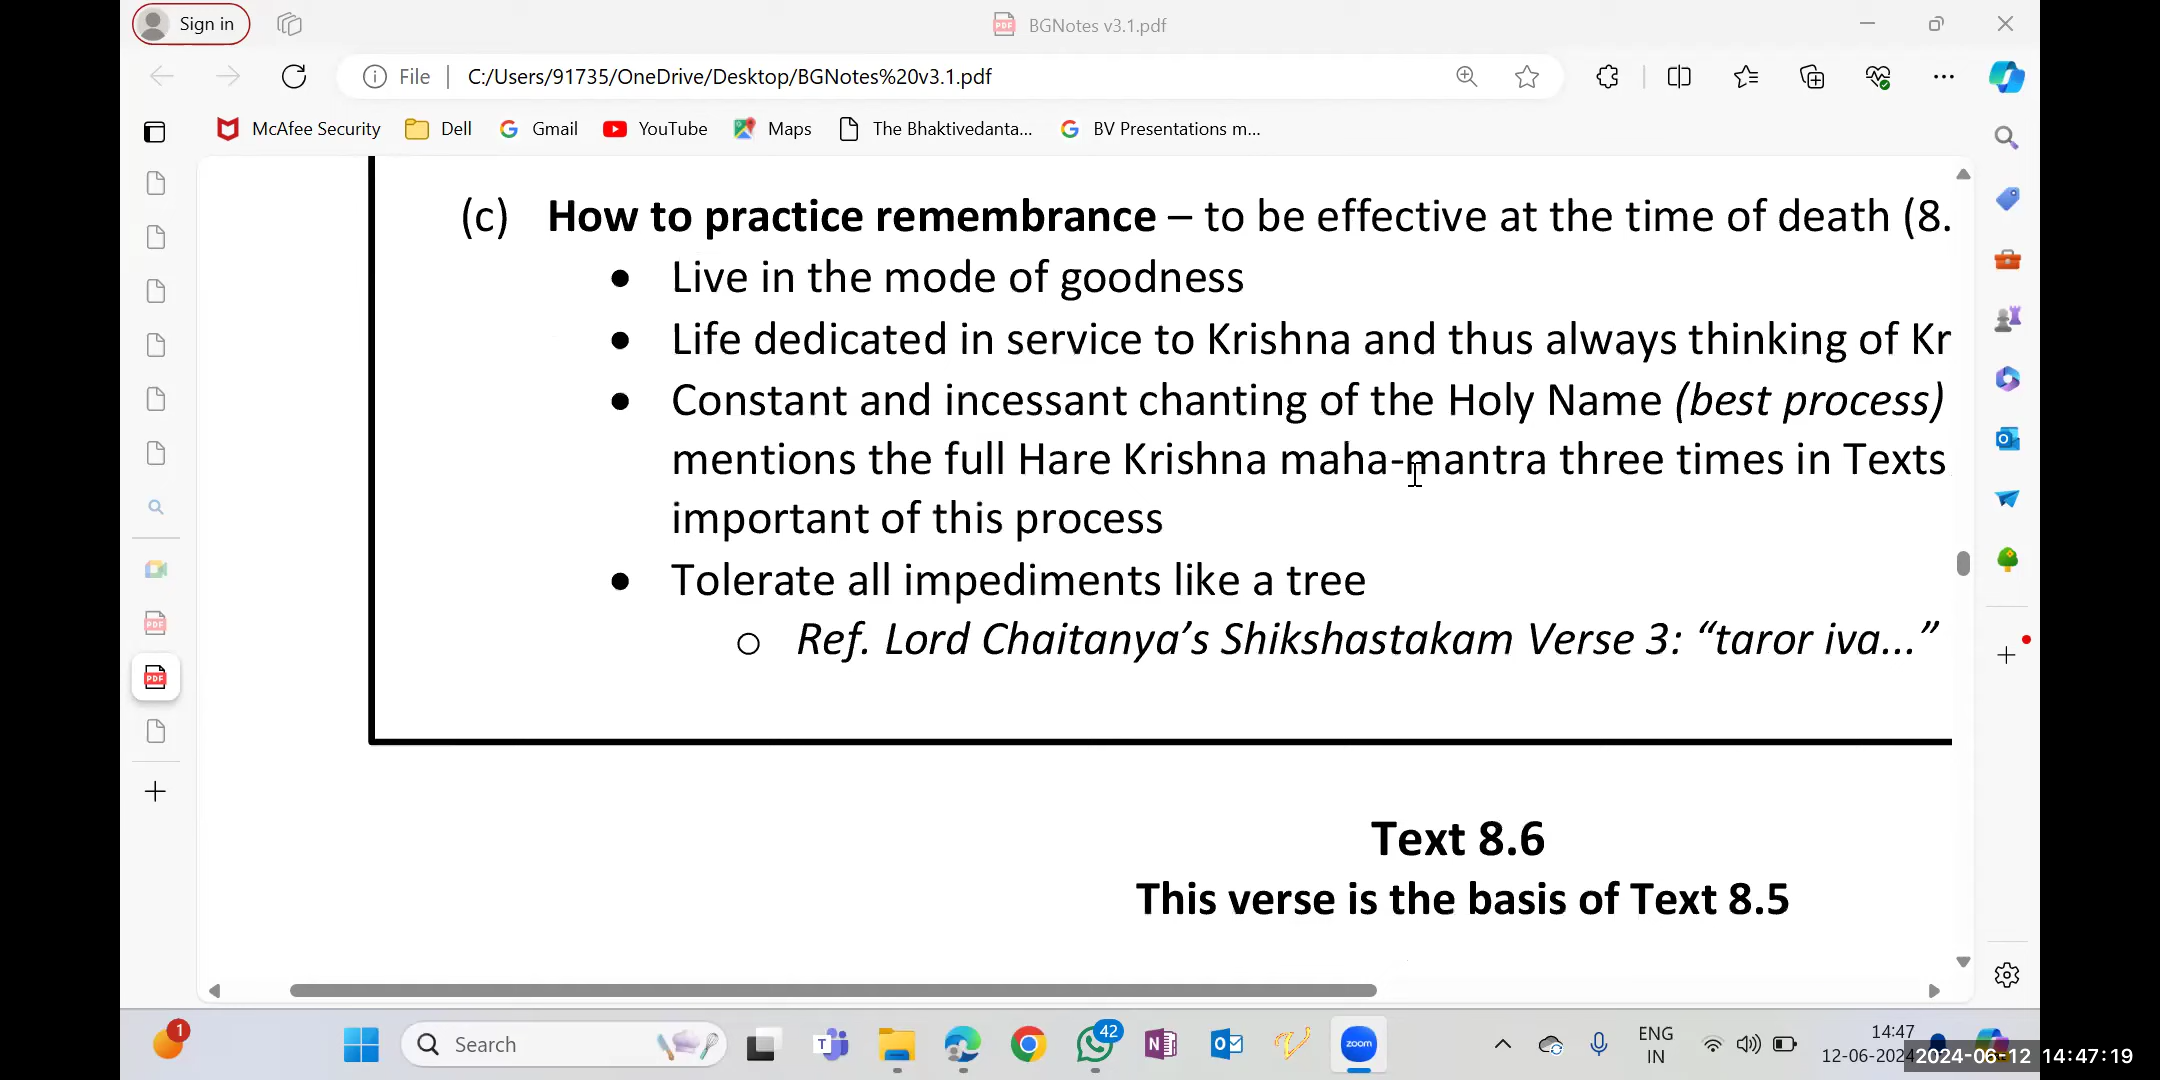 Sign in
BGNotes v3.1.pdf
File
C:/Users/91735/OneDrive/Desktop/BGNotes%20v3.1.pdf
McAfee Security
Dell
Gmail
YouTube
Maps
The Bhaktivedanta...
BV Presentations m...
(c) How to practice remembrance – to be effective at the time of death (8.
• Live in the mode of goodness
• Life dedicated in service to Krishna and thus always thinking of Kr
• Constant and incessant chanting of the Holy Name (best process)
mentions the full Hare Krishna maha-mantra three times in Texts
important of this process
• Tolerate all impediments like a tree
o Ref. Lord Chaitanya’s Shikshastakam Verse 3: “taror iva...”
Text 8.6
This verse is the basis of Text 8.5
1
Search
42
zoom
ENG
IN
14:47
12-06-2024
2024-06-12 14:47:19